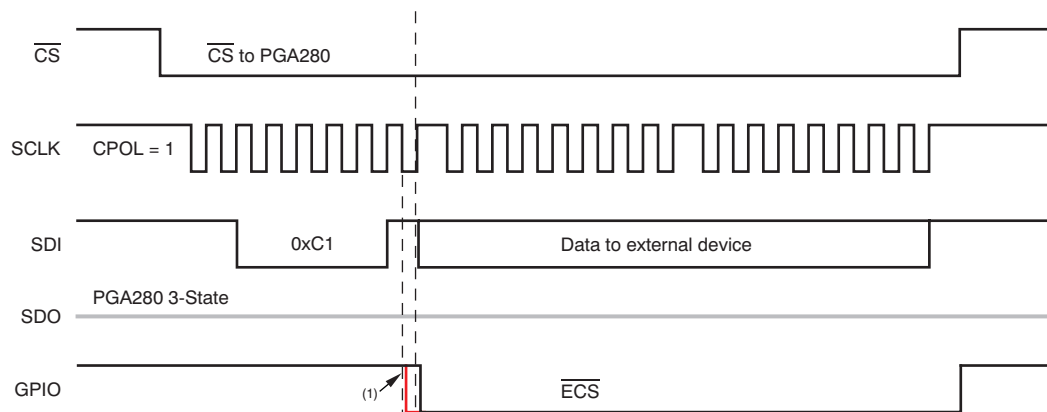 CS
CS to PGA280
SCLK
CPOL = 1
SDI
0xC1
Data to external device
PGA280 3-State
SDO
GPIO
(1)
ECS